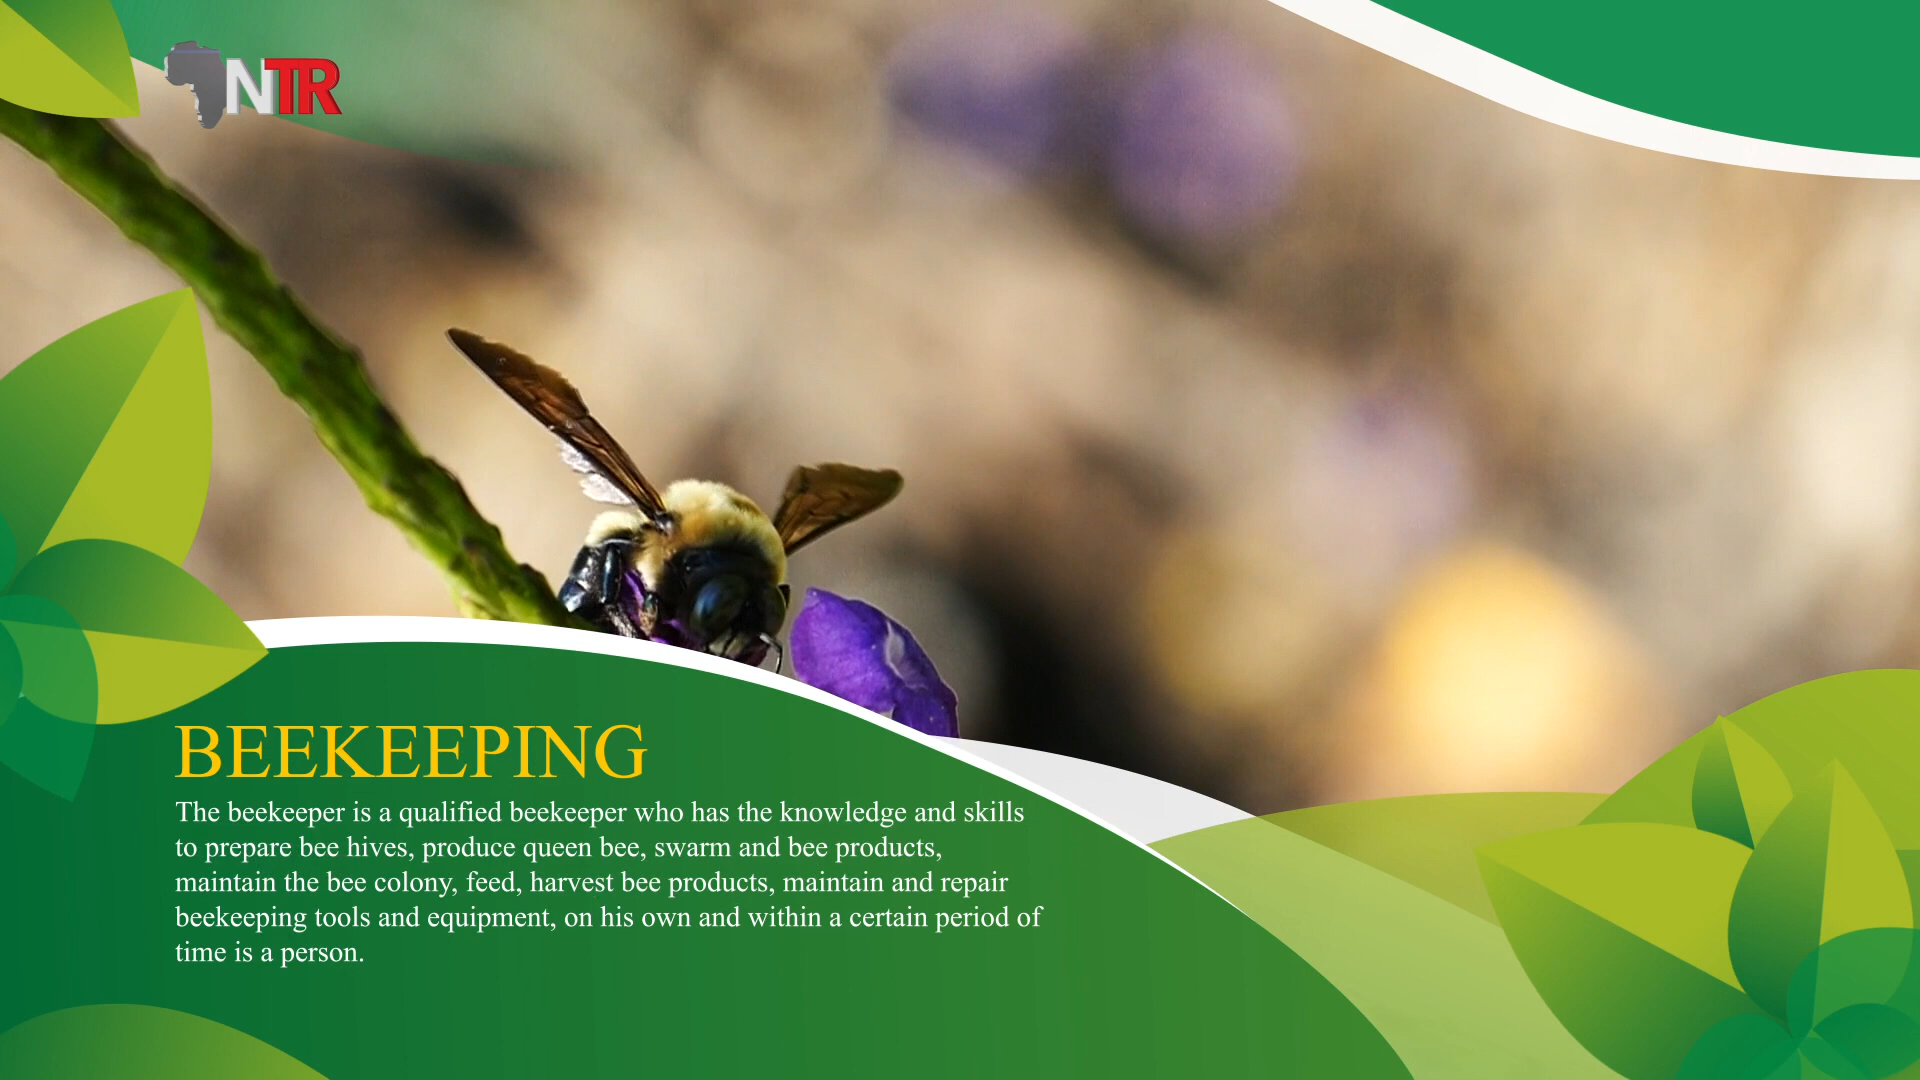 NTR
BEEKEEPING
The beekeeper is a qualified beekeeper who has the knowledge and skills
to prepare bee hives, produce queen bee, swarm and bee products,
maintain the bee colony, feed, harvest bee products, maintain and repair
beekeeping tools and equipment, on his own and within a certain period of
time is a person.